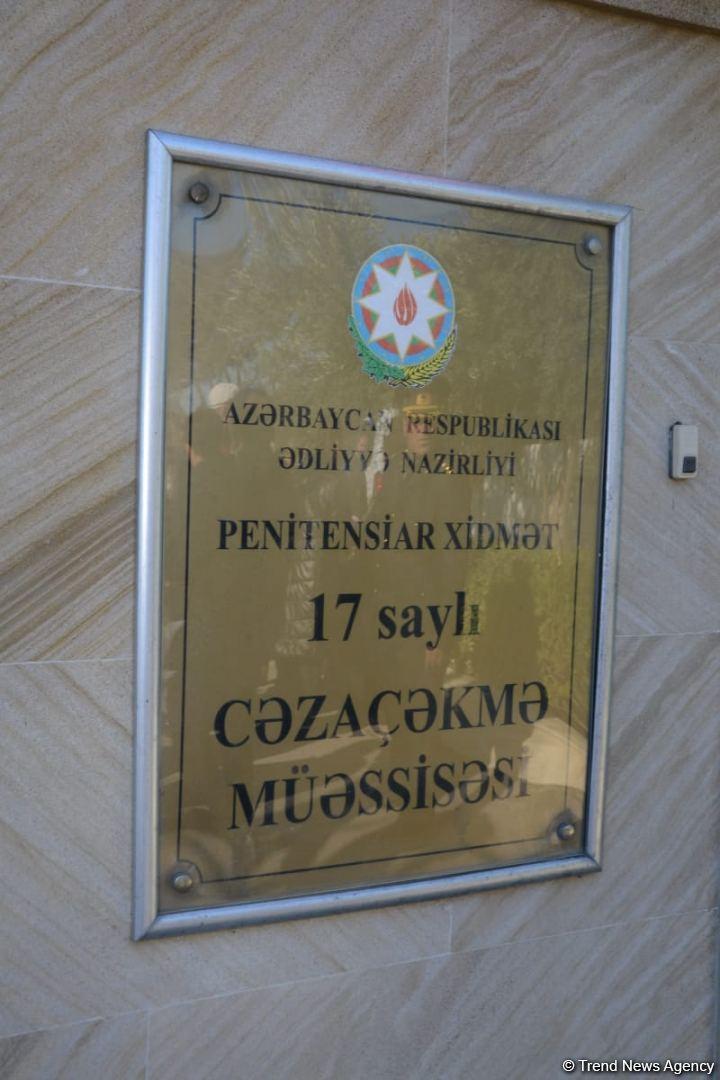 AZƏRBAYCAN RESPUBLİKASI
ƏDLİYYƏ NAZİRLİYİ
PENİTENSİAR XİDMƏT
17 saylı
CƏZAÇƏKMƏ
MÜƏSSİSƏSİ
© Trend News Agency